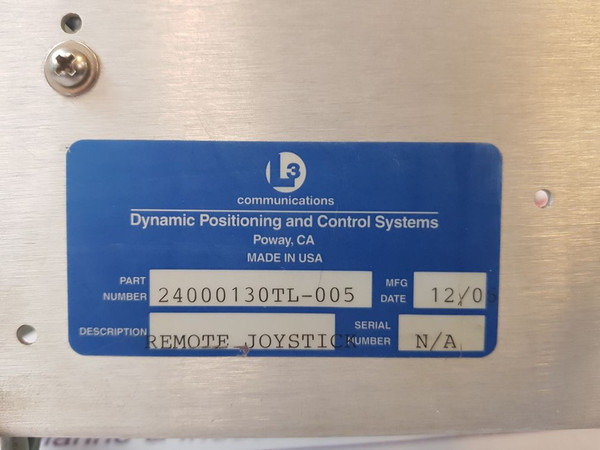 L3
communications
Dynamic Positioning and Control Systems
Poway, CA
MADE IN USA
PART NUMBER 24000130TL-005 MFG DATE 12/06
DESCRIPTION REMOTE JOYSTICK SERIAL NUMBER N/A